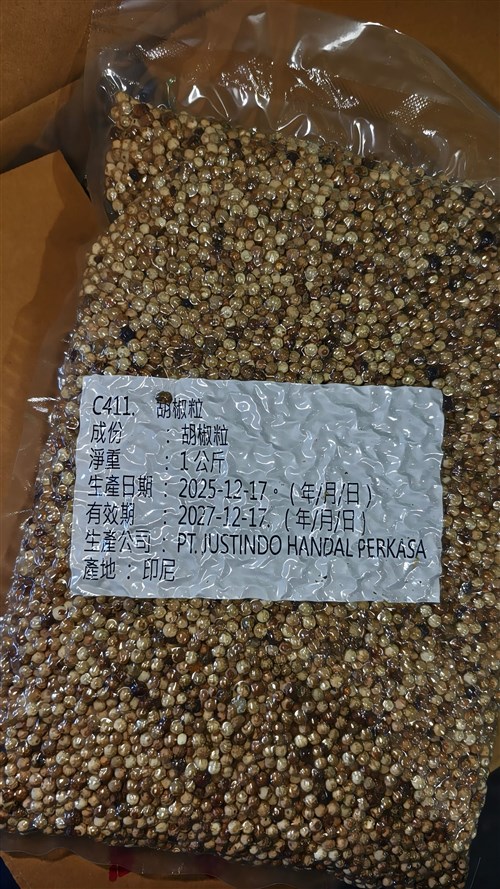 C411. 胡椒粒
成份 : 胡椒粒
淨重 : 1公斤
生產日期 : 2025-12-17。(年/月/日)
有效期 : 2027-12-17. (年/月/日)
生產公司 : PT. JUSTINDO HANDAL PERKASA
產地 : 印尼